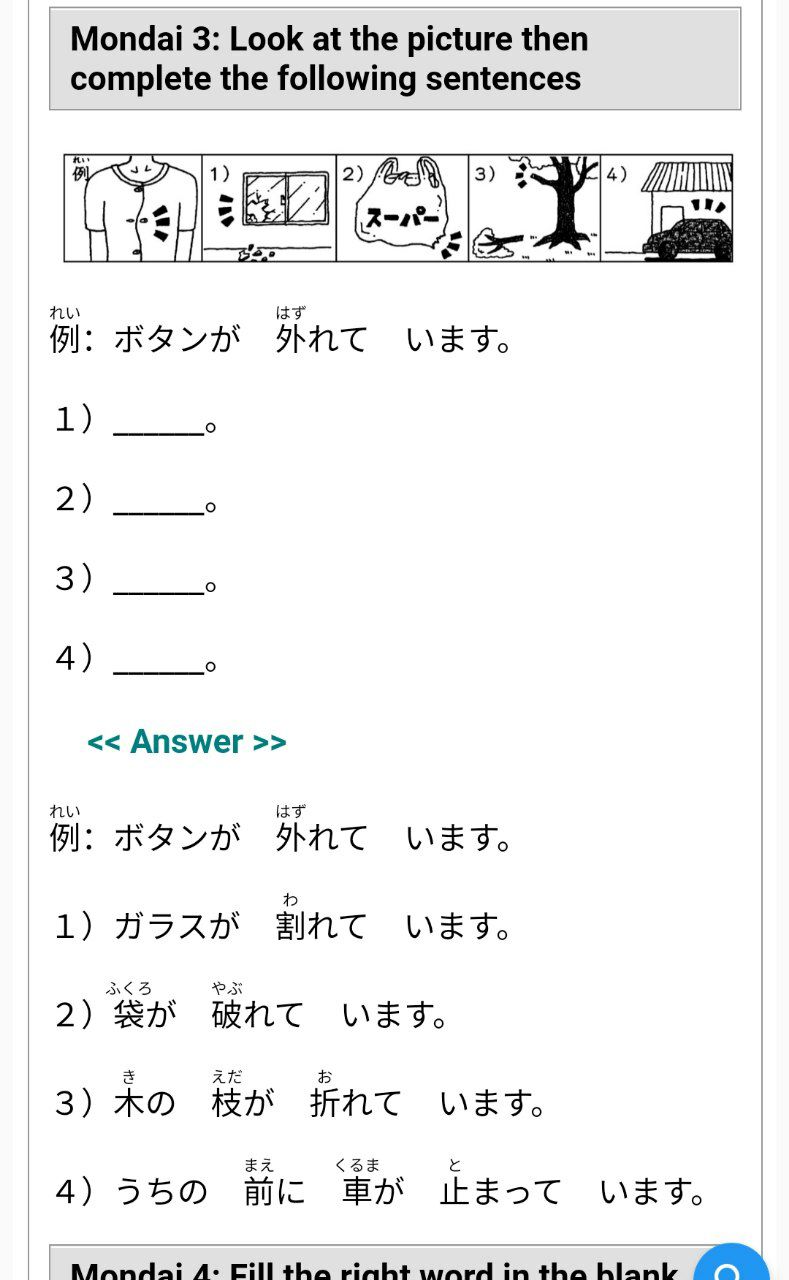 Mondai 3: Look at the picture then
complete the following sentences
れい
例
1)
2)
スーパー
3)
4)
れい はず
例：ボタンが 外れて います。
１）______。
２）______。
３）______。
４）______。
<< Answer >>
れい はず
例：ボタンが 外れて います。
わ
１）ガラスが 割れて います。
ふくろ やぶ
２）袋が 破れて います。
き えだ お
３）木の 枝が 折れて います。
まえ くるま と
４）うちの 前に 車が 止まって います。
Mondai 4: Fill the right word in the blank